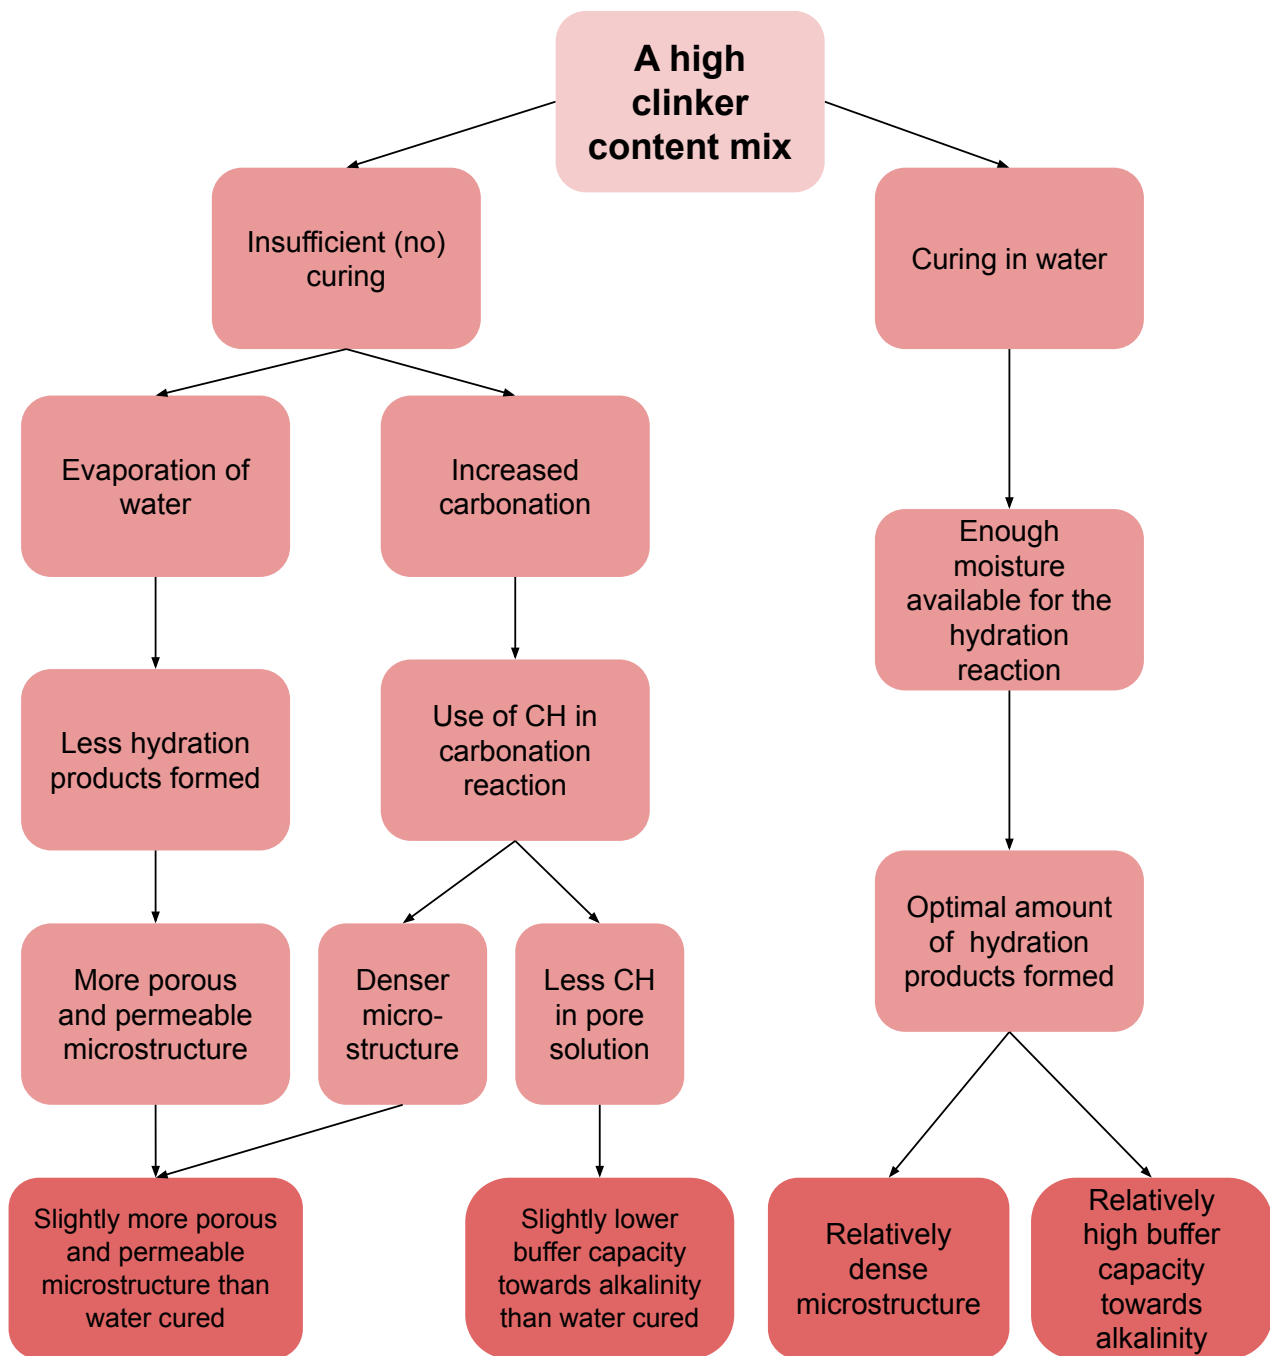 A high
clinker
content mix
Insufficient (no)
curing
Curing in water
Evaporation of
water
Increased
carbonation
Enough
moisture
available for the
hydration
reaction
Less hydration
products formed
Use of CH in
carbonation
reaction
Optimal amount
of hydration
products formed
More porous
and permeable
microstructure
Denser
micro-
structure
Less CH
in pore
solution
Slightly more porous
and permeable
microstructure than
water cured
Slightly lower
buffer capacity
towards alkalinity
than water cured
Relatively
dense
microstructure
Relatively
high buffer
capacity
towards
alkalinity